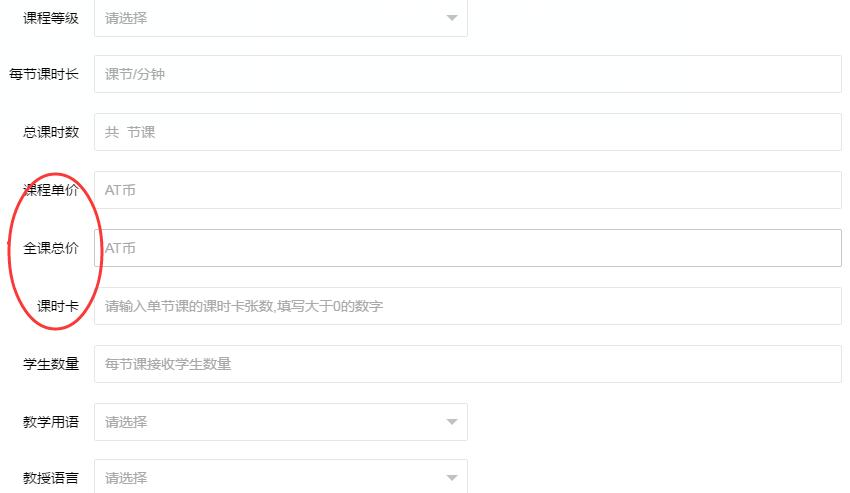 课程等级 请选择
每节课时长 课节/分钟
总课时数 共 节课
课程单价 AT币
全课总价 AT币
课时卡 请输入单节课的课时卡张数,填写大于0的数字
学生数量 每节课接收学生数量
教学用语 请选择
教授语言 请选择